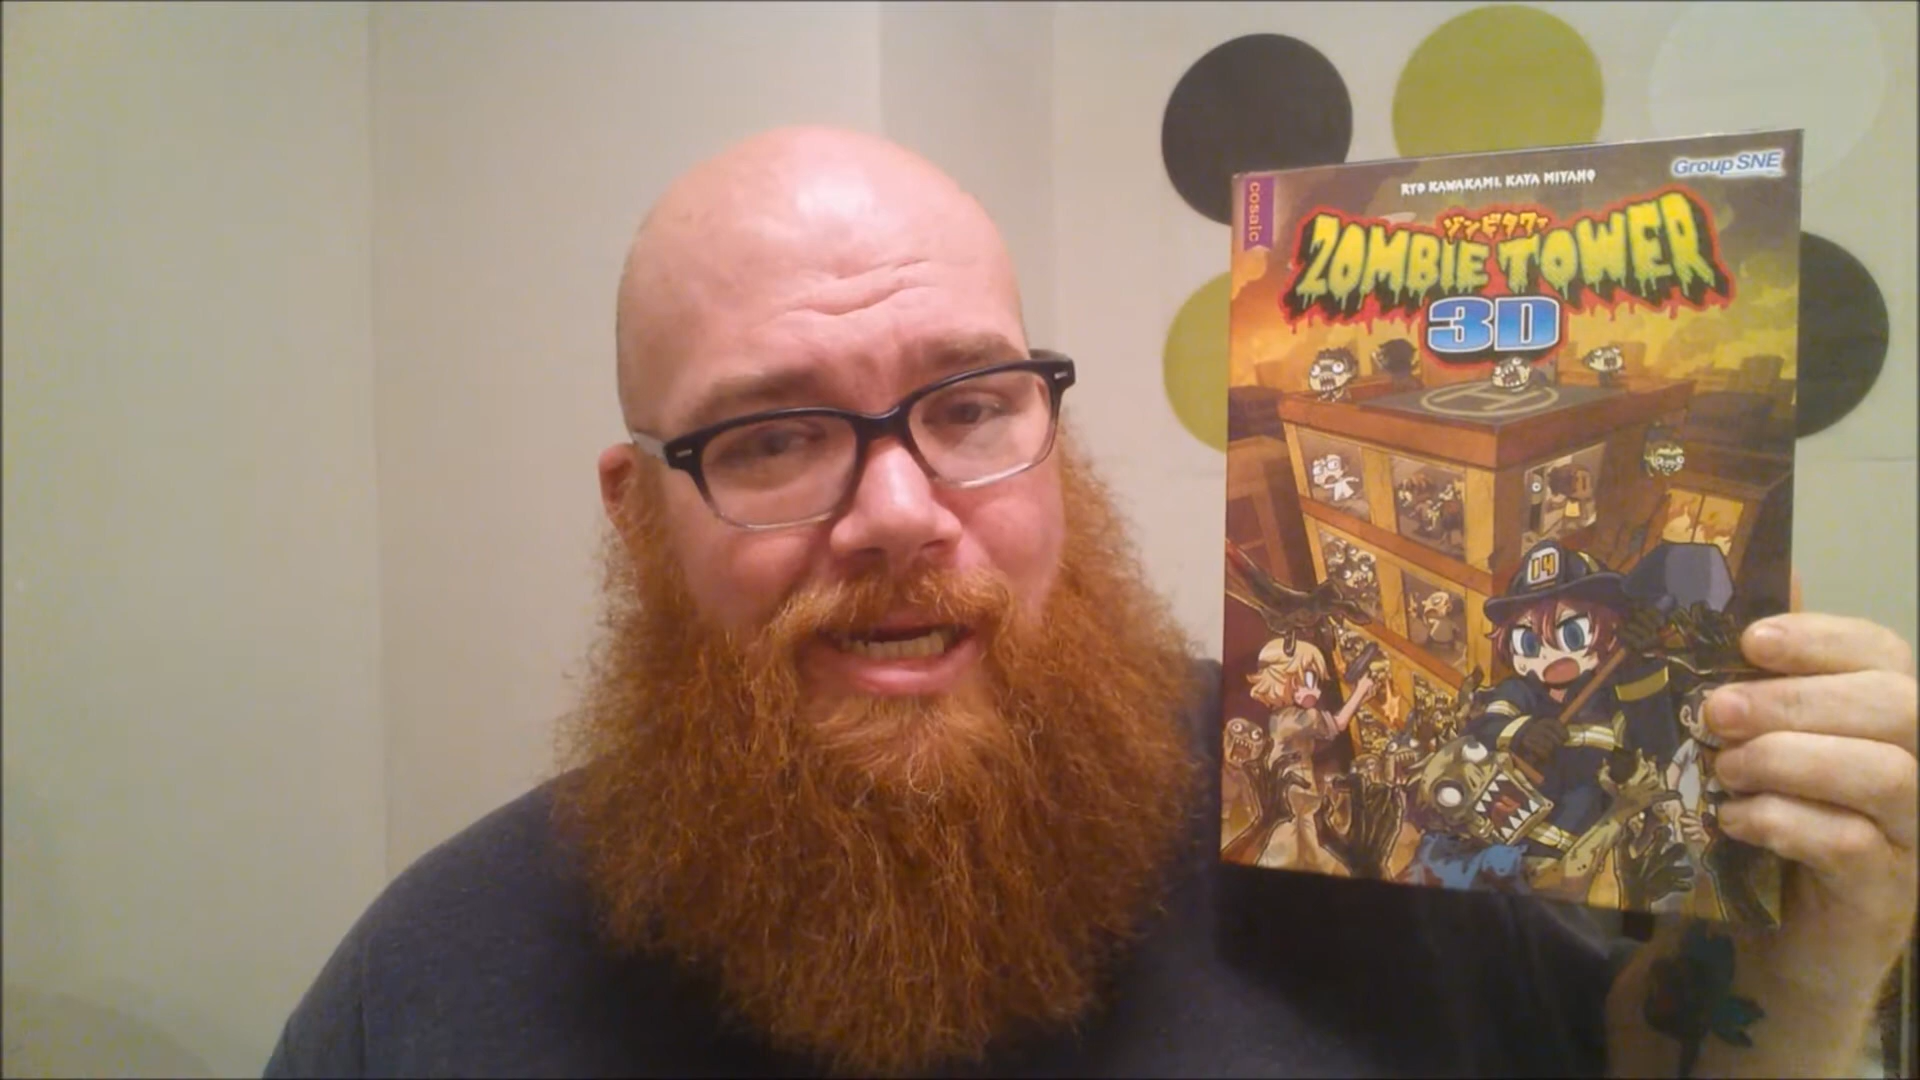 Group SNE
RYO KAWAKAMI, KAYA MIYANO
cosaic
ゾンビタワー
ZOMBIE TOWER
3D
H
04